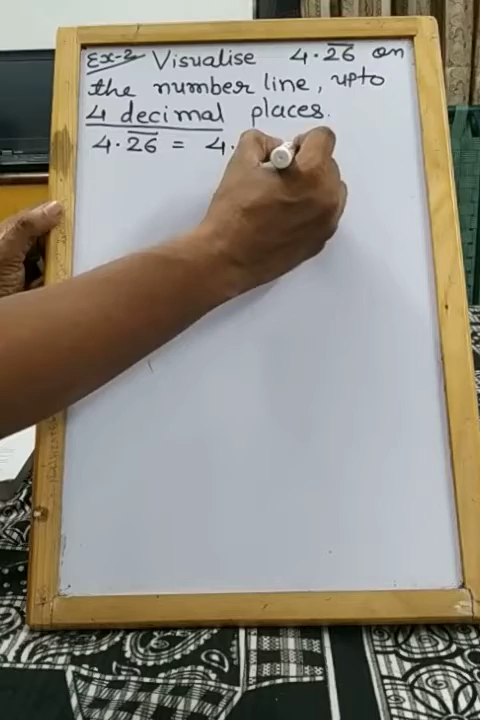 Ex-2 Visualise 4.2̅6̅ on
the number line, upto
4 decimal places.
4.2̅6̅ = 4.